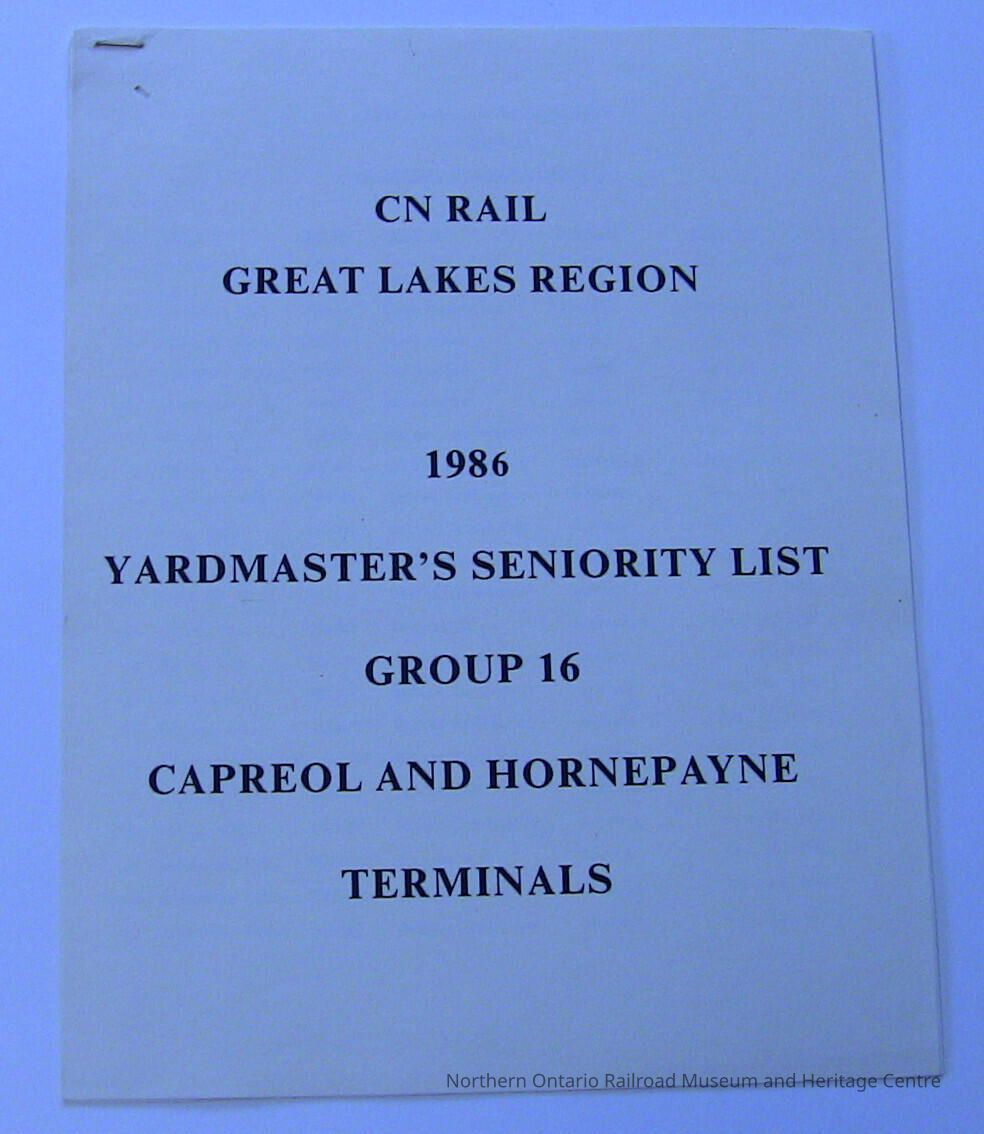 CN RAIL
GREAT LAKES REGION
1986
YARDMASTER'S SENIORITY LIST
GROUP 16
CAPREOL AND HORNEPAYNE
TERMINALS
Northern Ontario Railroad Museum and Heritage Centre